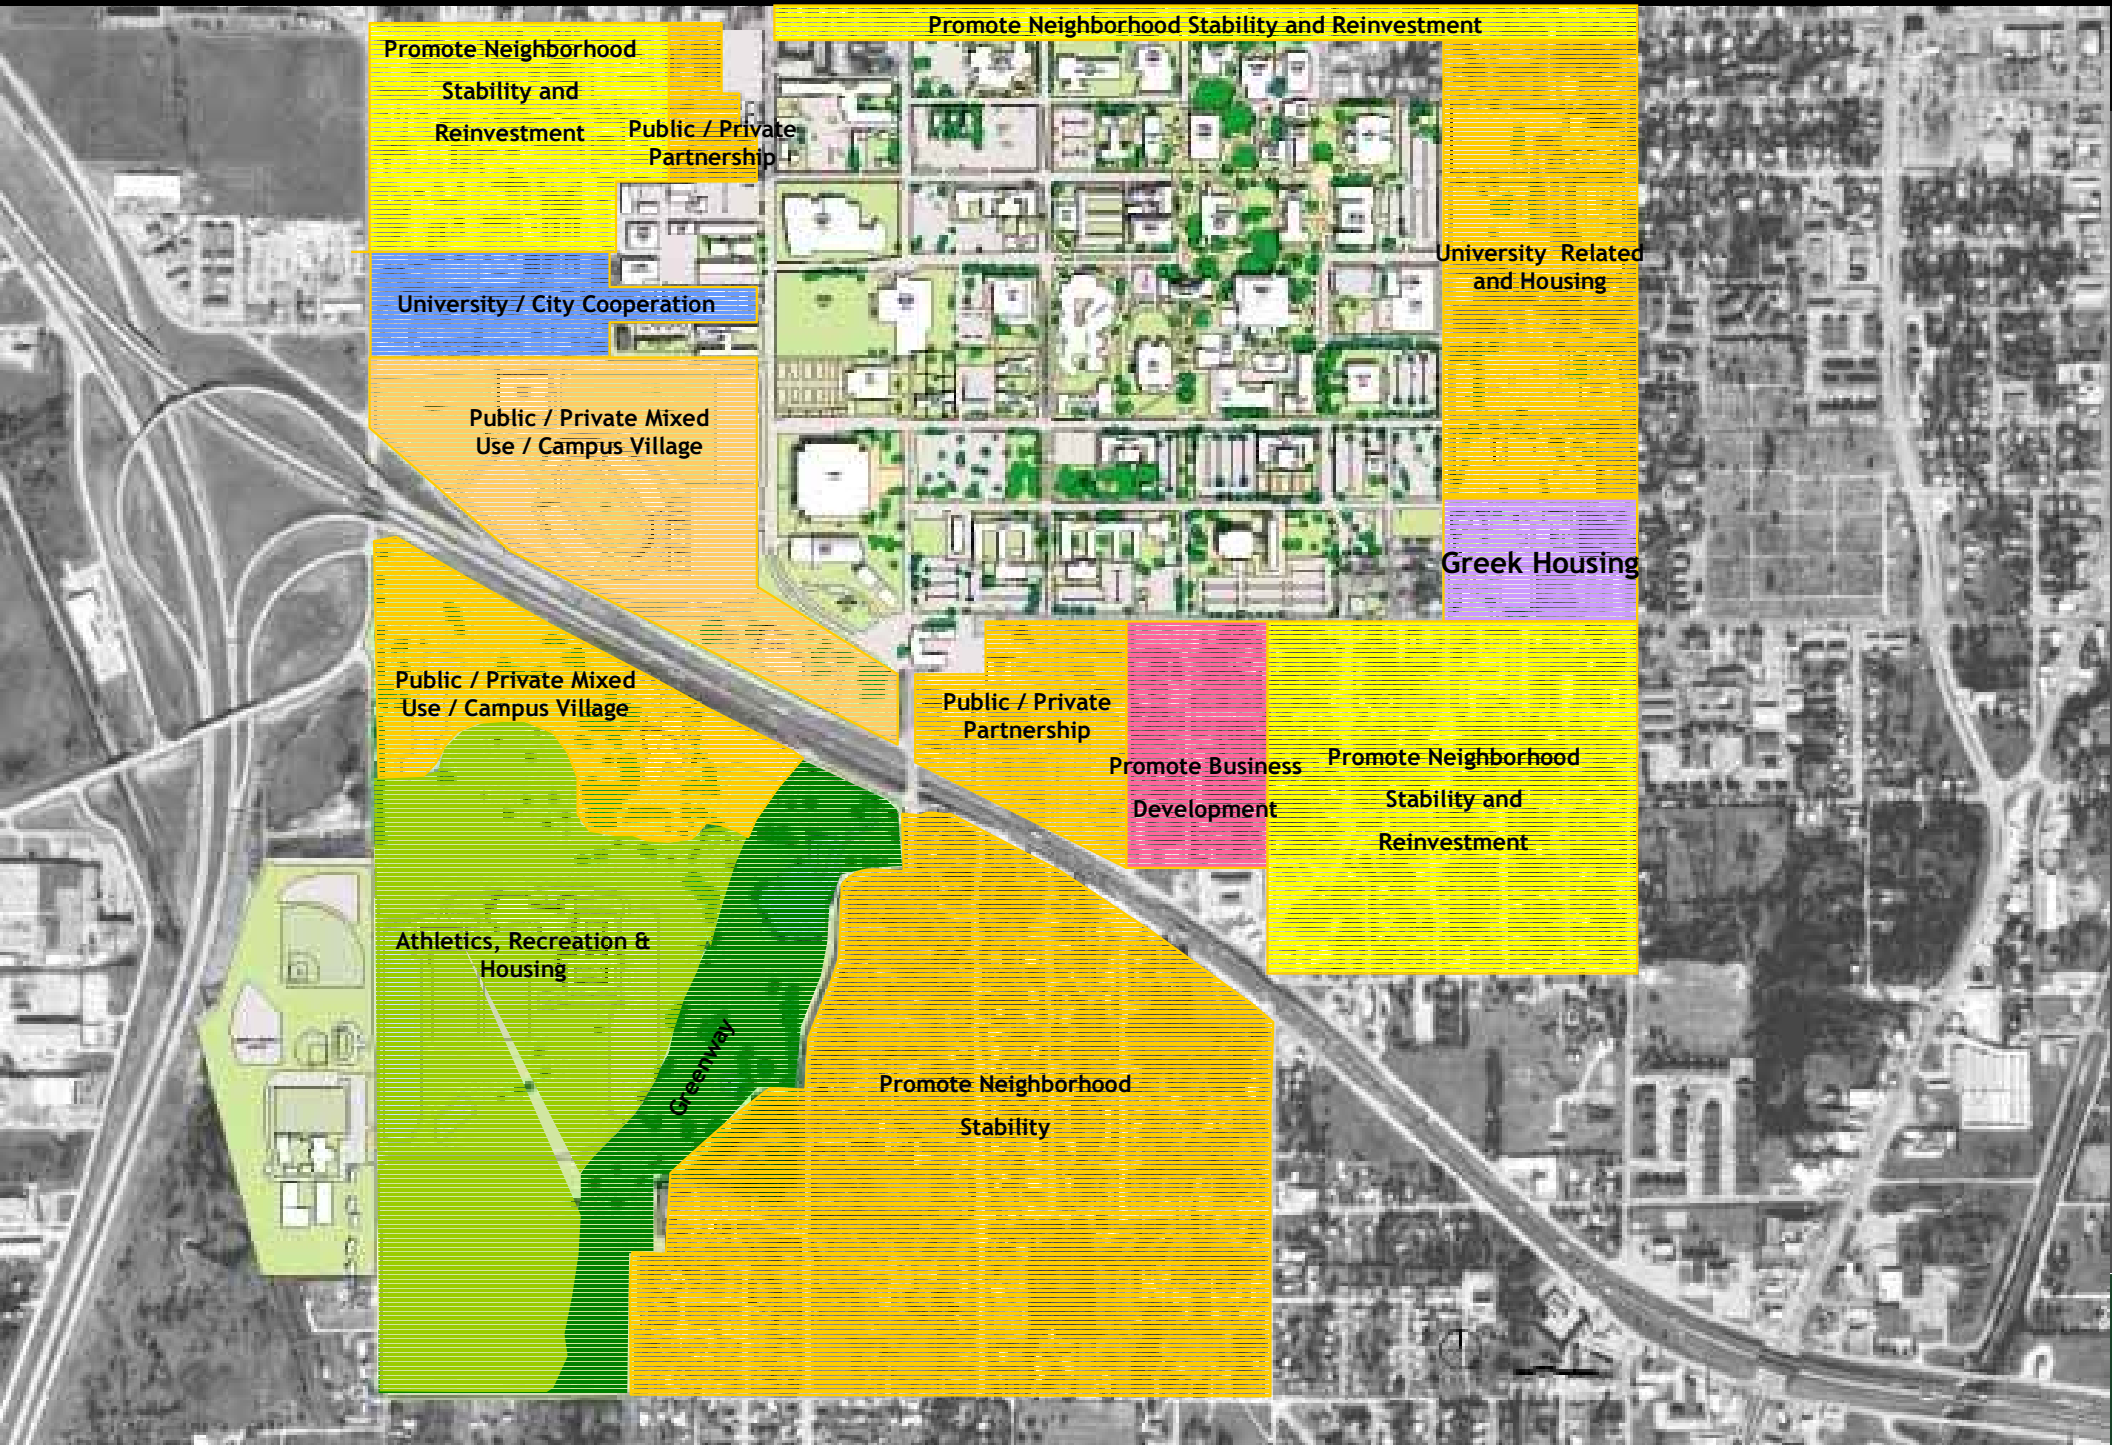 Promote Neighborhood Stability and Reinvestment
Promote Neighborhood
Stability and
Reinvestment
Public / Private
Partnership
University Related
and Housing
University / City Cooperation
Public / Private Mixed
Use / Campus Village
Greek Housing
Public / Private Mixed
Use / Campus Village
Public / Private
Partnership
Promote Business
Development
Promote Neighborhood
Stability and
Reinvestment
Athletics, Recreation &
Housing
Greenway
Promote Neighborhood
Stability